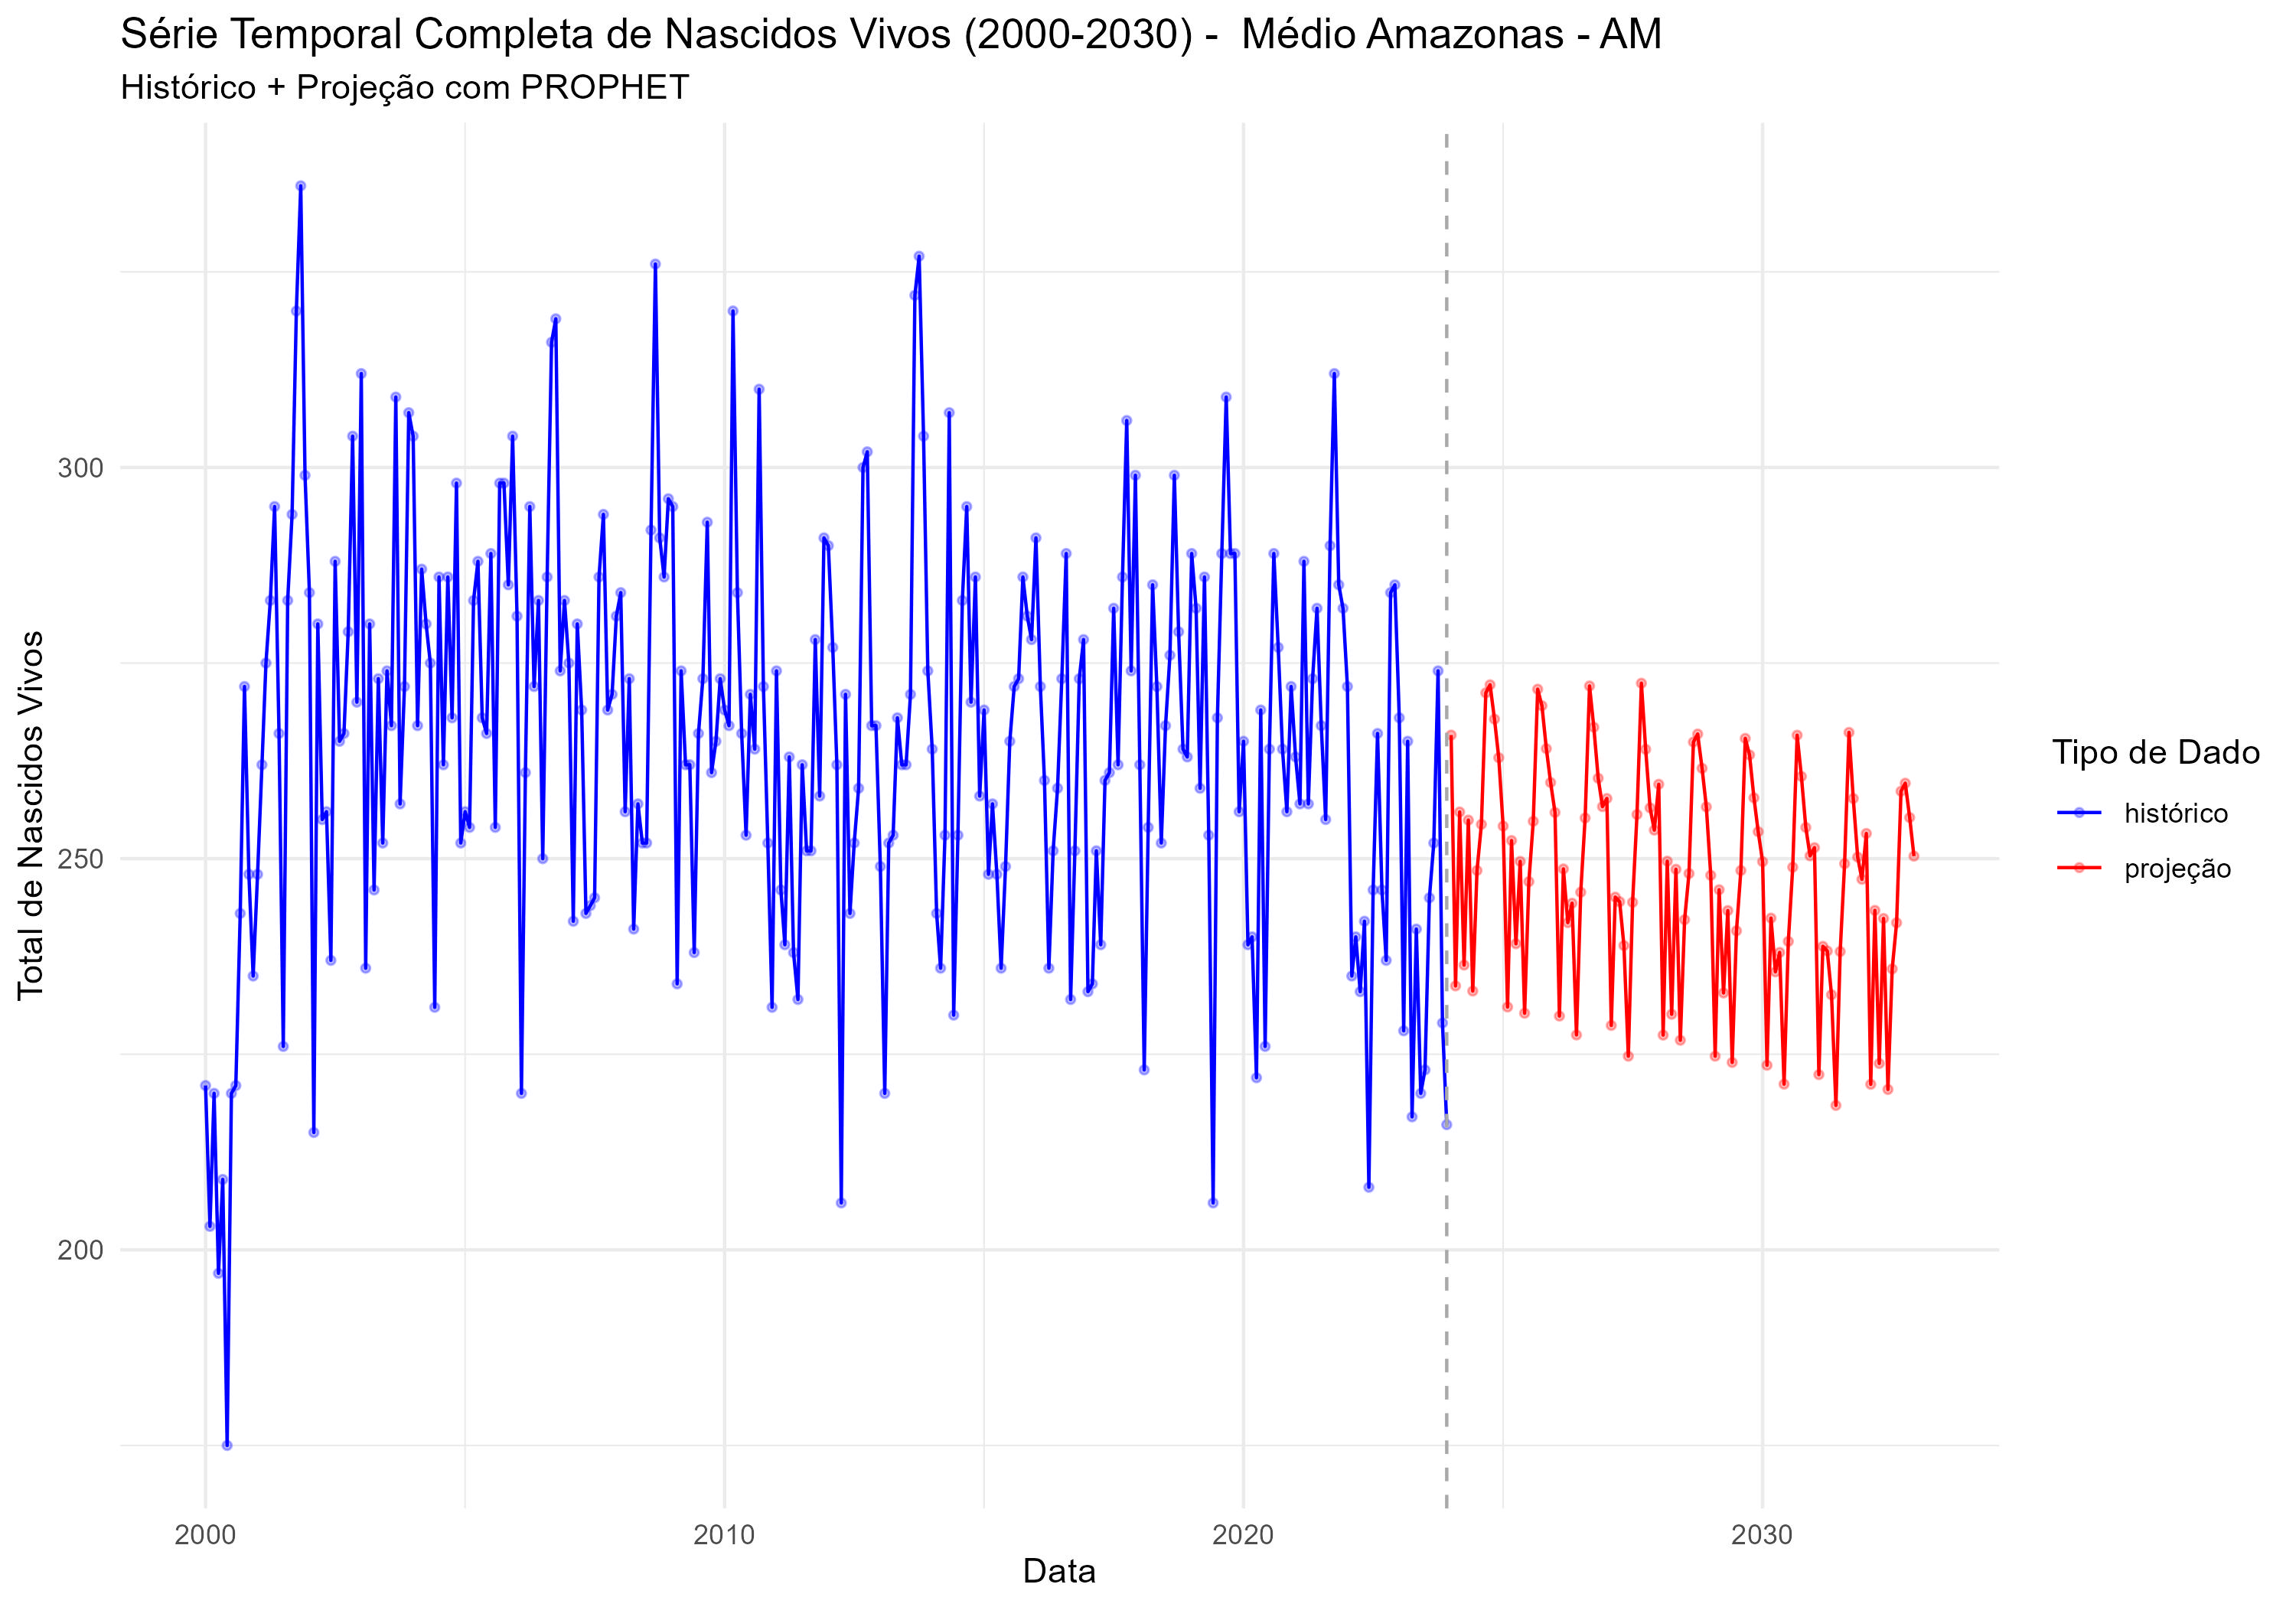 Série Temporal Completa de Nascidos Vivos (2000-2030) -  Médio Amazonas - AM
Histórico + Projeção com PROPHET
Total de Nascidos Vivos
300
250
200
2000
2010
2020
2030
Data
Tipo de Dado
histórico
projeção